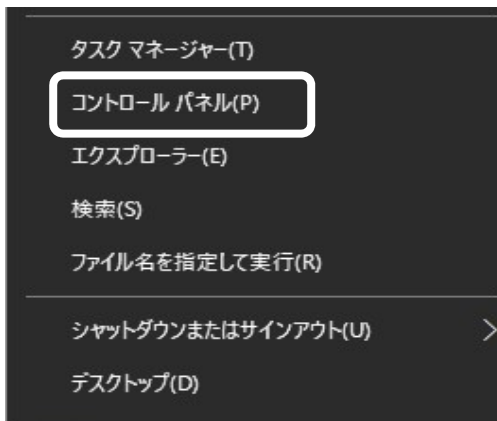 タスク マネージャー(T)
コントロール パネル(P)
エクスプローラー(E)
検索(S)
ファイル名を指定して実行(R)
シャットダウンまたはサインアウト(U)
デスクトップ(D)